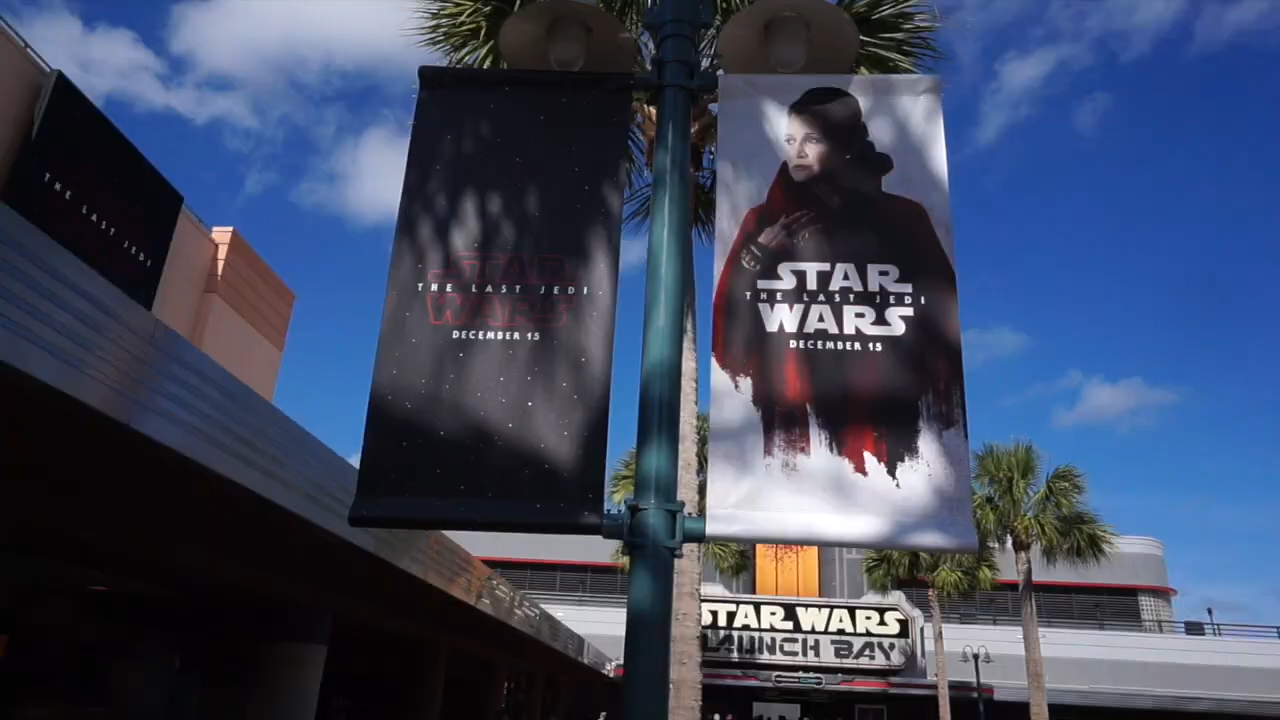 THE LAST JEDI
STAR
THE LAST JEDI
WARS
DECEMBER 15
STAR
THE LAST JEDI
WARS
DECEMBER 15
STAR WARS
LAUNCH BAY